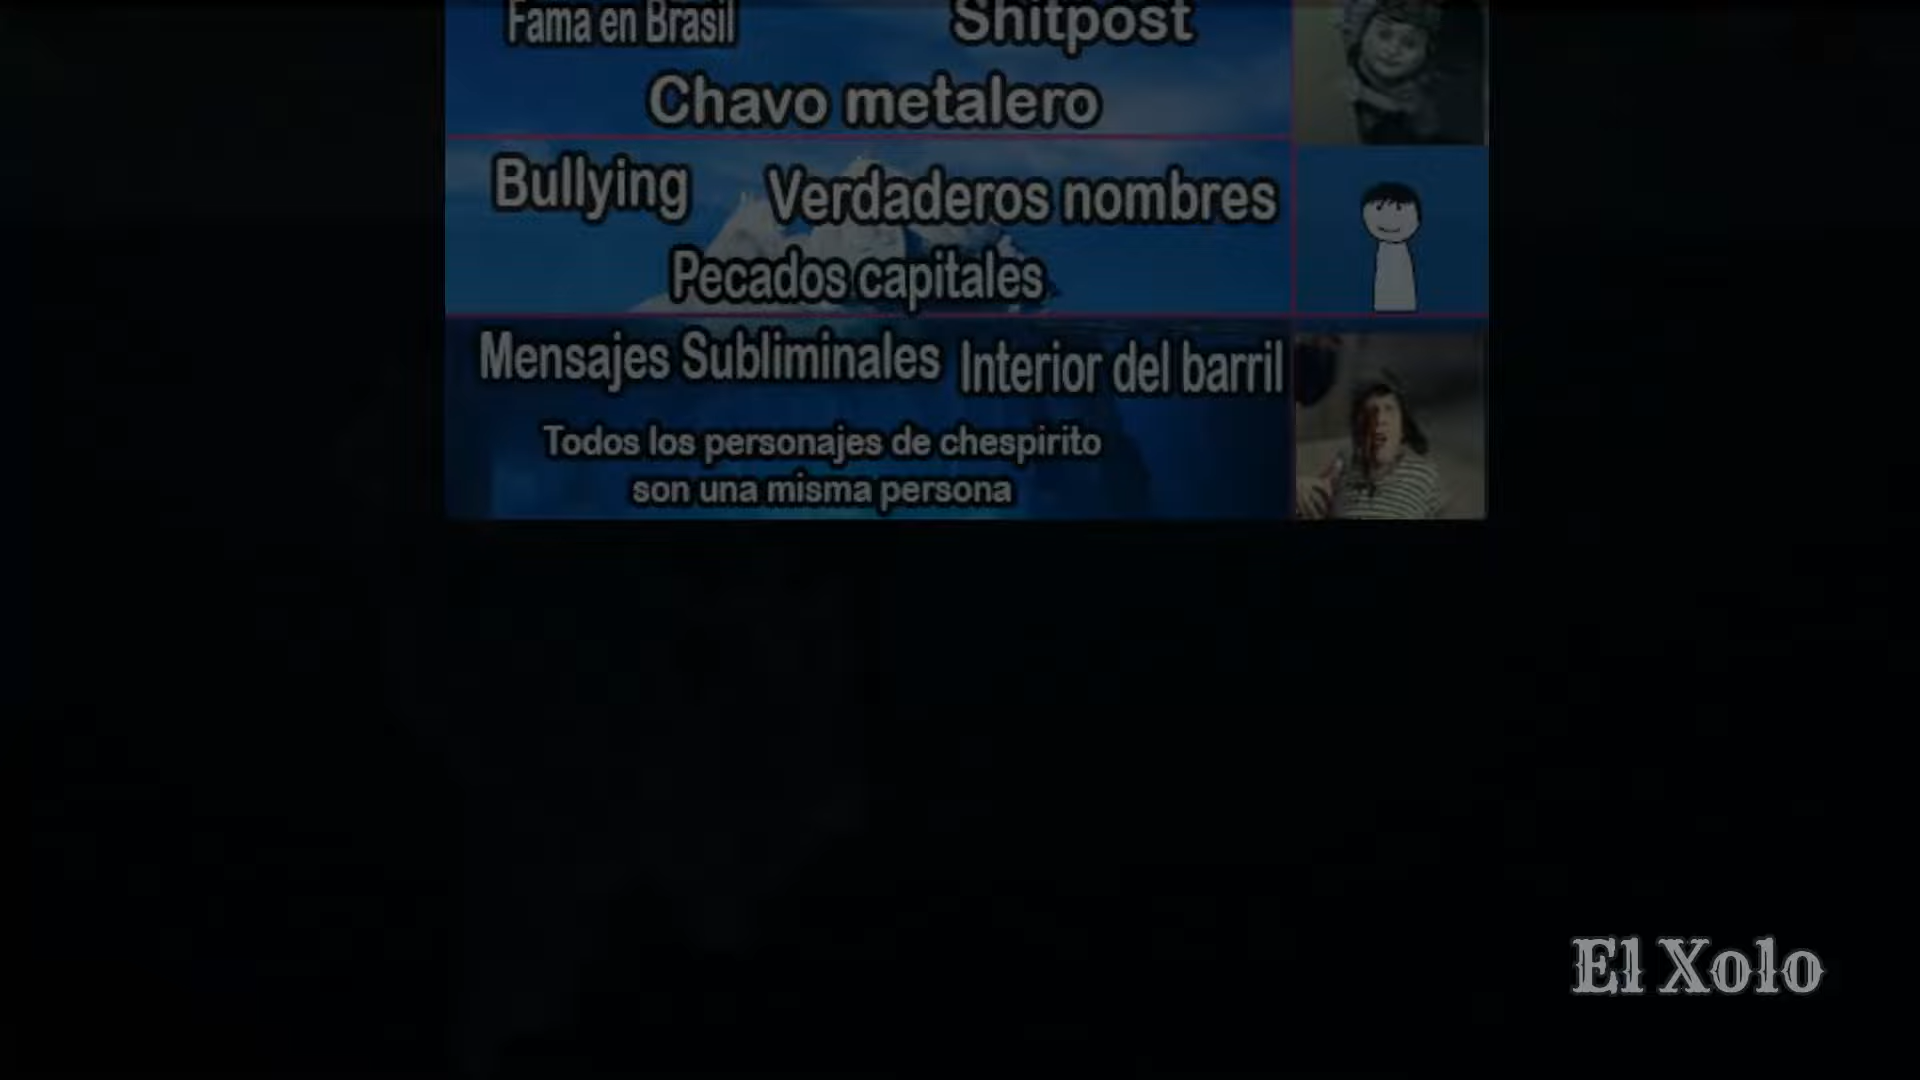 Fama en Brasil
Shitpost
Chavo metalero
Bullying
Verdaderos nombres
Pecados capitales
Mensajes Subliminales
Interior del barril
Todos los personajes de chespirito
son una misma persona
El Xolo